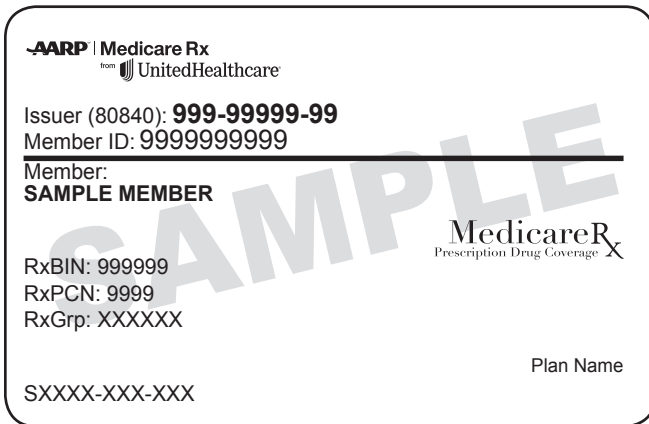 AARP | Medicare Rx
from UnitedHealthcare®
Issuer (80840): 999-99999-99
Member ID: 9999999999
Member:
SAMPLE MEMBER
SAMPLE
MedicareRx
Prescription Drug Coverage
RxBIN: 999999
RxPCN: 9999
RxGrp: XXXXXX
Plan Name
SXXXX-XXX-XXX